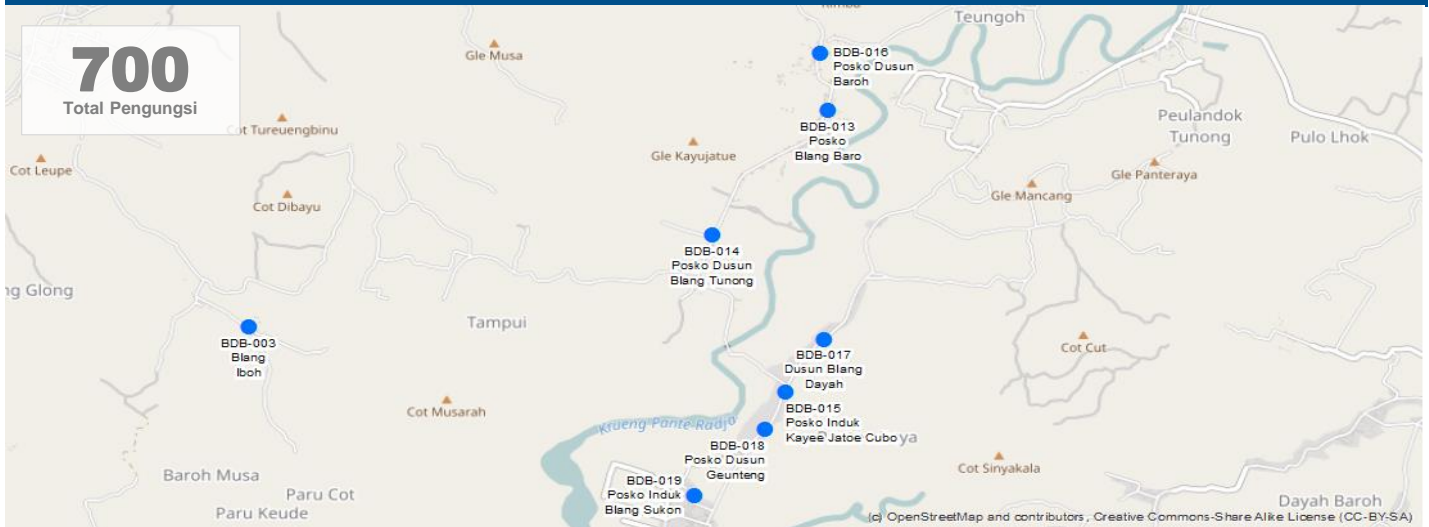 Teungoh
700
Total Pengungsi
Gle Musa
BDB-016
Posko Dusun
Baroh
Cot Tureuengbinu
BDB-013
Posko
Blang Baro
Peulandok
Tunong
Pulo Lhok
Cot Leupe
Gle Kayujatue
Gle Panteraya
Gle Mancang
Cot Dibayu
BDB-014
Posko Dusun
Blang Tunong
ng Glong
Tampui
BDB-003
Blang
Iboh
Cot Cut
BDB-017
Dusun Blang
Dayah
Cot Musarah
BDB-015
Posko Induk
Kayee Jatoe Cubo
ya
Krueng Pante Radja
BDB-018
Posko Dusun
Geunteng
Cot Sinyakala
Baroh Musa
BDB-019
Posko Induk
Blang Sukon
Paru Cot
Paru Keude
Dayah Baroh
(c) OpenStreetMap and contributors, Creative Commons-Share Alike License (CC-BY-SA)